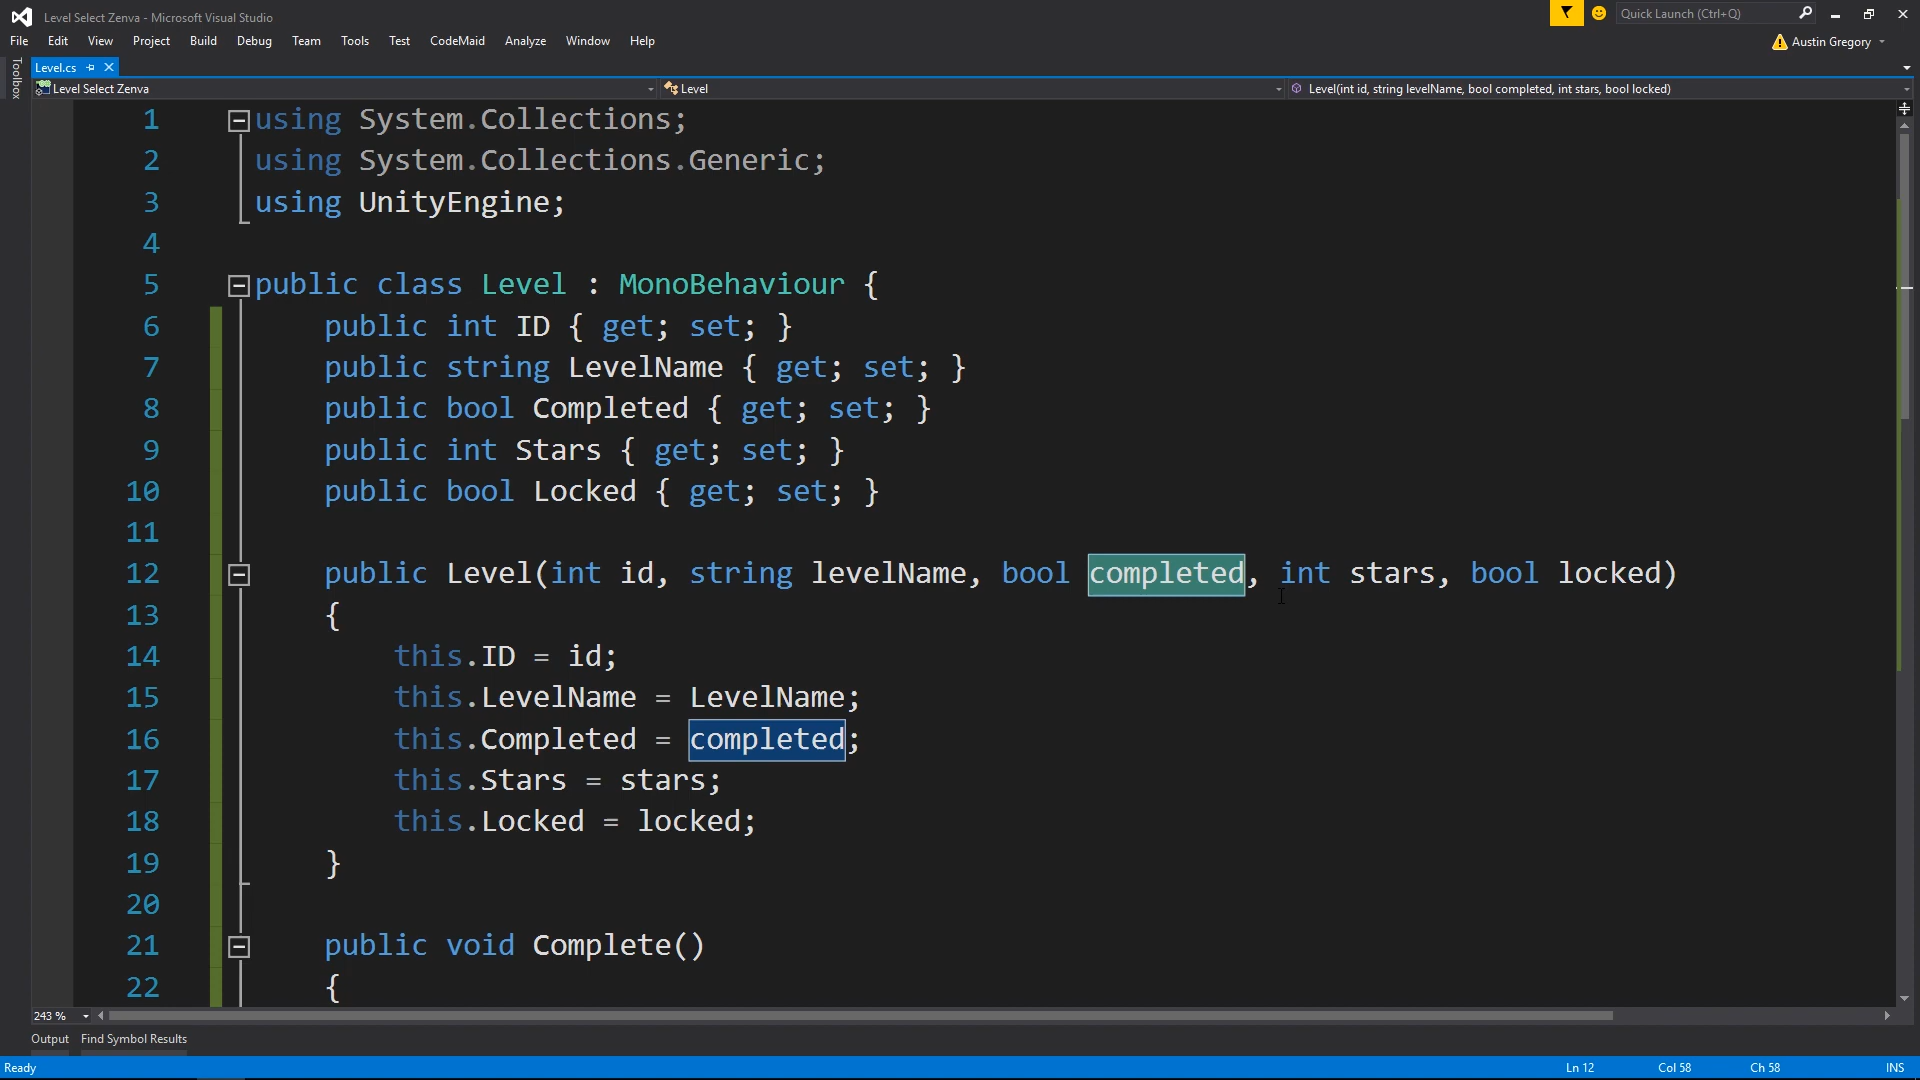 Level Select Zenva - Microsoft Visual Studio
Quick Launch (Ctrl+Q)
File Edit View Project Build Debug Team Tools Test CodeMaid Analyze Window Help
Austin Gregory
Toolbox
Level.cs
Level Select Zenva
Level
Level(int id, string levelName, bool completed, int stars, bool locked)
1 using System.Collections;
2 using System.Collections.Generic;
3 using UnityEngine;
4
5 public class Level : MonoBehaviour {
6 public int ID { get; set; }
7 public string LevelName { get; set; }
8 public bool Completed { get; set; }
9 public int Stars { get; set; }
10 public bool Locked { get; set; }
11
12 public Level(int id, string levelName, bool completed, int stars, bool locked)
13 {
14 this.ID = id;
15 this.LevelName = LevelName;
16 this.Completed = completed;
17 this.Stars = stars;
18 this.Locked = locked;
19 }
20
21 public void Complete()
22 {
243 %
Output Find Symbol Results
Ready Ln 12 Col 58 Ch 58 INS